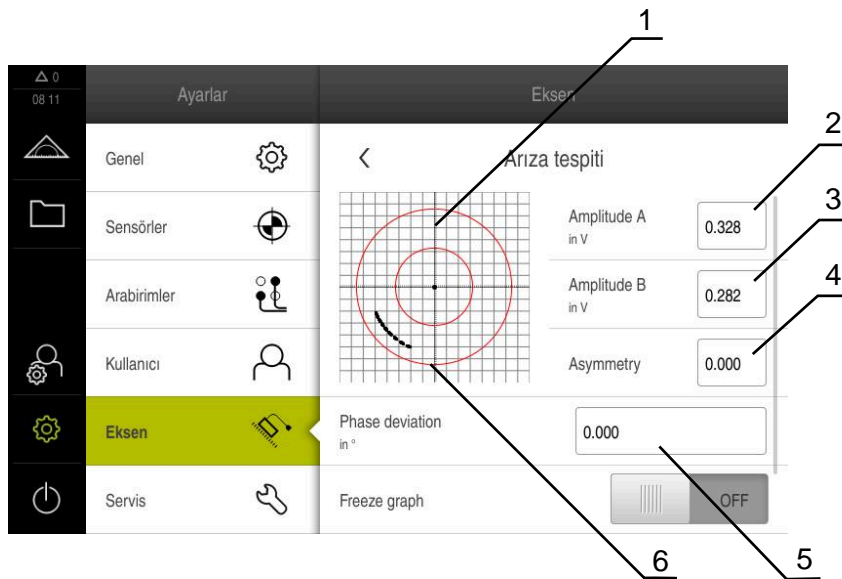 1
0
08 11
Ayarlar
Eksen
2
Genel
Arıza tespiti
Amplitude A
in V
0.328
3
Sensörler
Arabirimler
Amplitude B
in V
0.282
4
Kullanıcı
Asymmetry
0.000
Eksen
Phase deviation
in °
0.000
Servis
Freeze graph
OFF
6
5